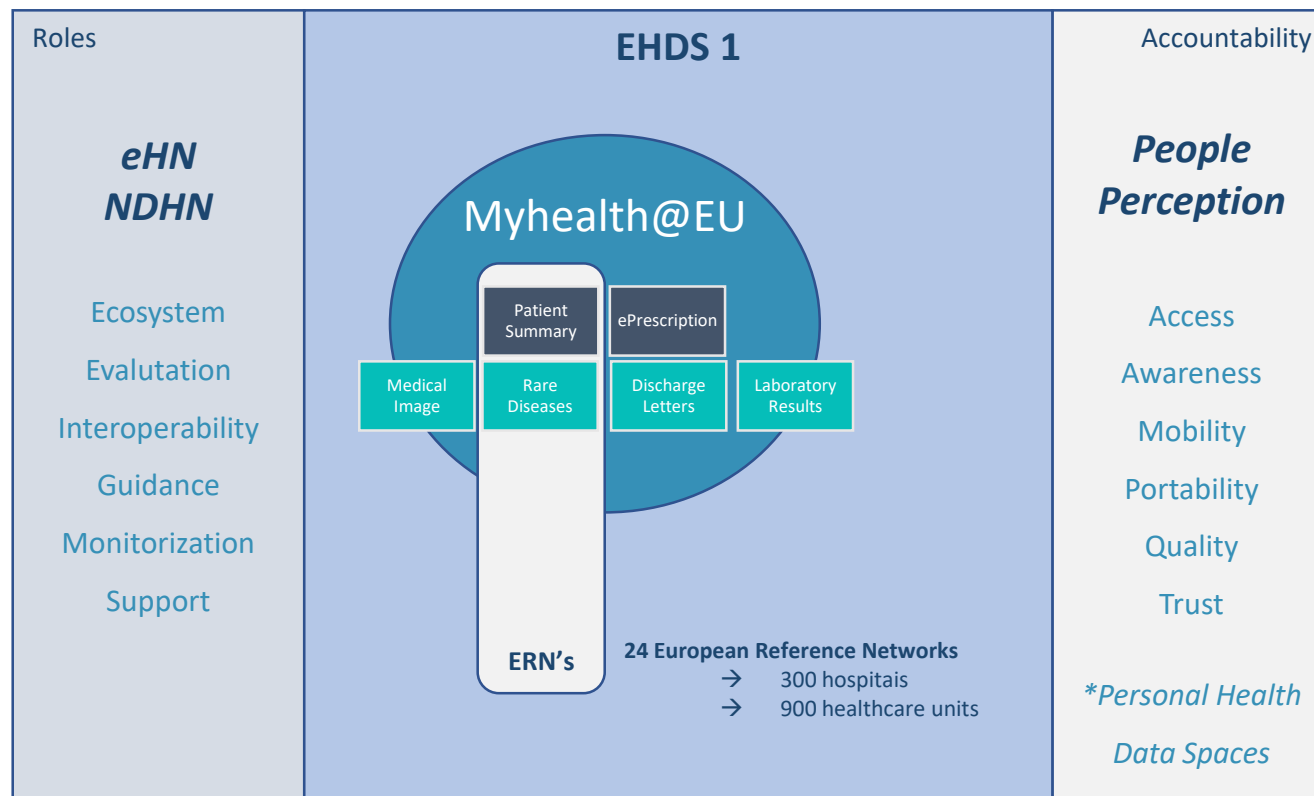 Roles
eHN
NDHN
Ecosystem
Evalutation
Interoperability
Guidance
Monitorization
Support
EHDS 1
Myhealth@EU
Patient
Summary
ePrescription
Medical
Image
Rare
Diseases
Discharge
Letters
Laboratory
Results
ERN’s
24 European Reference Networks
→ 300 hospitais
→ 900 healthcare units
Accountability
People
Perception
Access
Awareness
Mobility
Portability
Quality
Trust
*Personal Health
Data Spaces